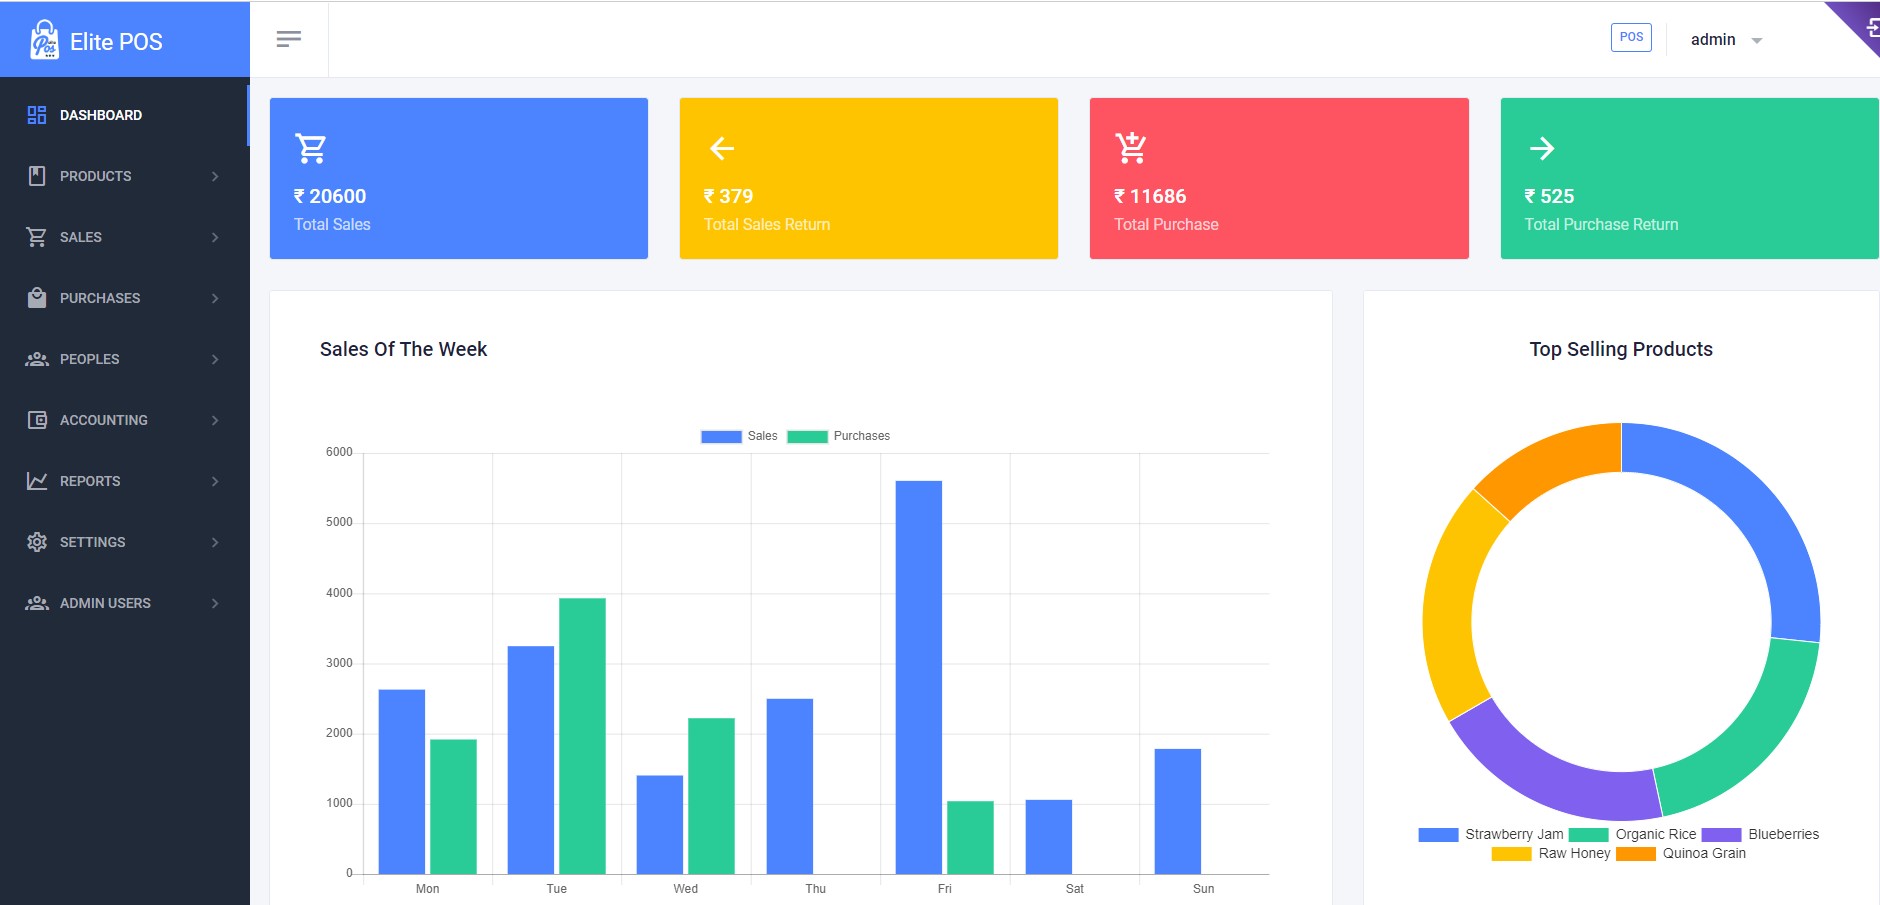 Elite POS
POS
admin
DASHBOARD
PRODUCTS
SALES
PURCHASES
PEOPLES
ACCOUNTING
REPORTS
SETTINGS
ADMIN USERS
₹ 20600
Total Sales
₹ 379
Total Sales Return
₹ 11686
Total Purchase
₹ 525
Total Purchase Return
Sales Of The Week
Sales Purchases
6000
5000
4000
3000
2000
1000
0
Mon Tue Wed Thu Fri Sat Sun
Top Selling Products
Strawberry Jam Organic Rice Blueberries
Raw Honey Quinoa Grain